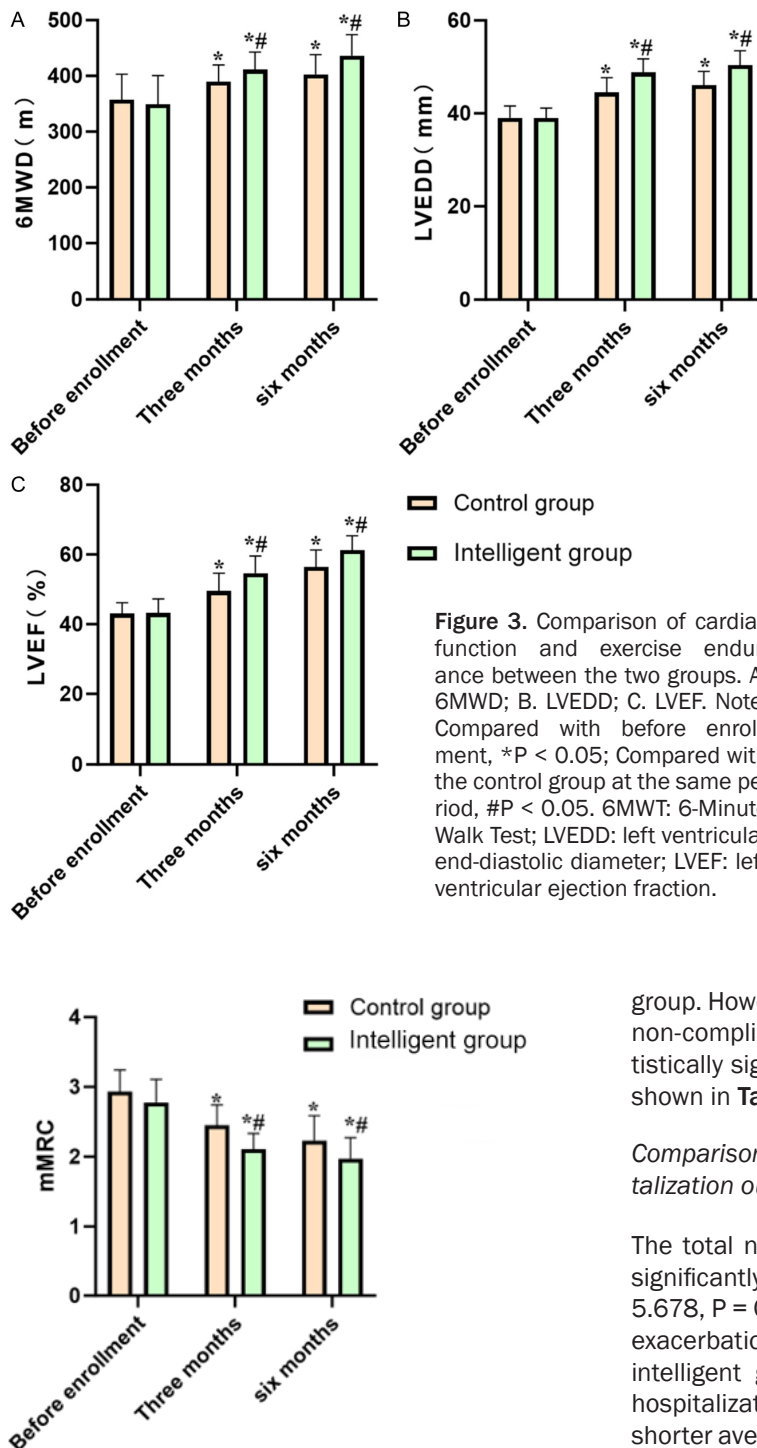 A
500
400
300
200
100
0
6MWD ( m)
*
*#
*
*#
Before enrollment
Three months
six months
B
60
40
20
0
LVEDD ( mm)
*
*#
*
*#
Before enrollment
Three months
six months
C
80
60
40
20
0
LVEF ( %)
*
*#
*
*#
Before enrollment
Three months
six months
Control group
Intelligent group
Figure 3. Comparison of cardia
function and exercise endur
ance between the two groups. A
6MWD; B. LVEDD; C. LVEF. Note
Compared with before enrol
ment, *P < 0.05; Compared wit
the control group at the same pe
riod, #P < 0.05. 6MWT: 6-Minute
Walk Test; LVEDD: left ventricula
end-diastolic diameter; LVEF: lef
ventricular ejection fraction.
4
3
2
1
0
mMRC
Control group
Intelligent group
*
*#
*
*#
Before enrollment
Three months
six months
group. Howe
non-compli
tistically sig
shown in Ta
Comparison
talization ou
The total n
significantly
5.678, P = 0
exacerbatio
intelligent g
hospitalizat
shorter ave